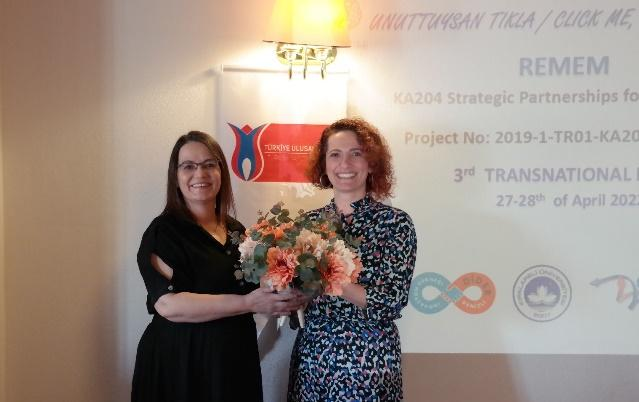 UNUTTUYSAN TIKLA / CLICK ME,
REMEM
KA204 Strategic Partnerships for
Project No: 2019-1-TR01-KA20
3rd TRANSNATIONAL
27-28th of April 202
TÜRKİYE ULUSA